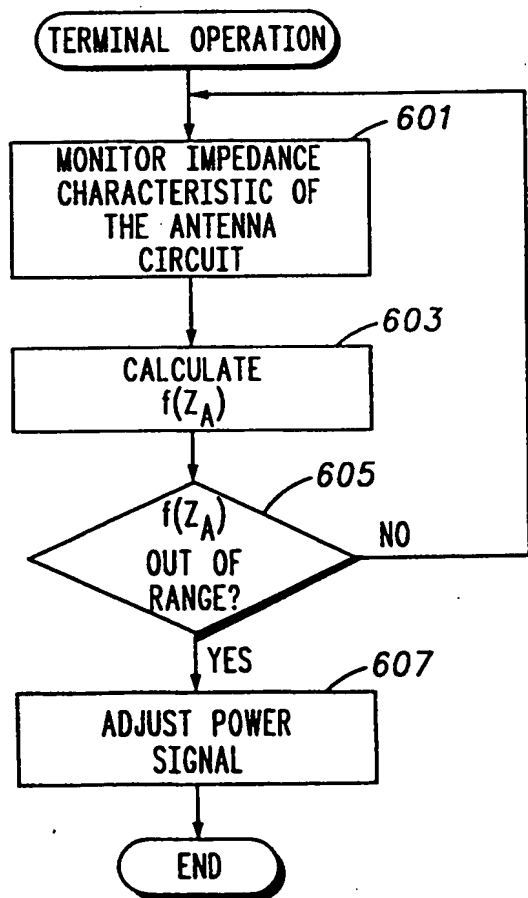 TERMINAL OPERATION
601
MONITOR IMPEDANCE
CHARACTERISTIC OF
THE ANTENNA
CIRCUIT
603
CALCULATE
f(Z_A)
605
f(Z_A)
OUT OF
RANGE?
NO
YES
607
ADJUST POWER
SIGNAL
END